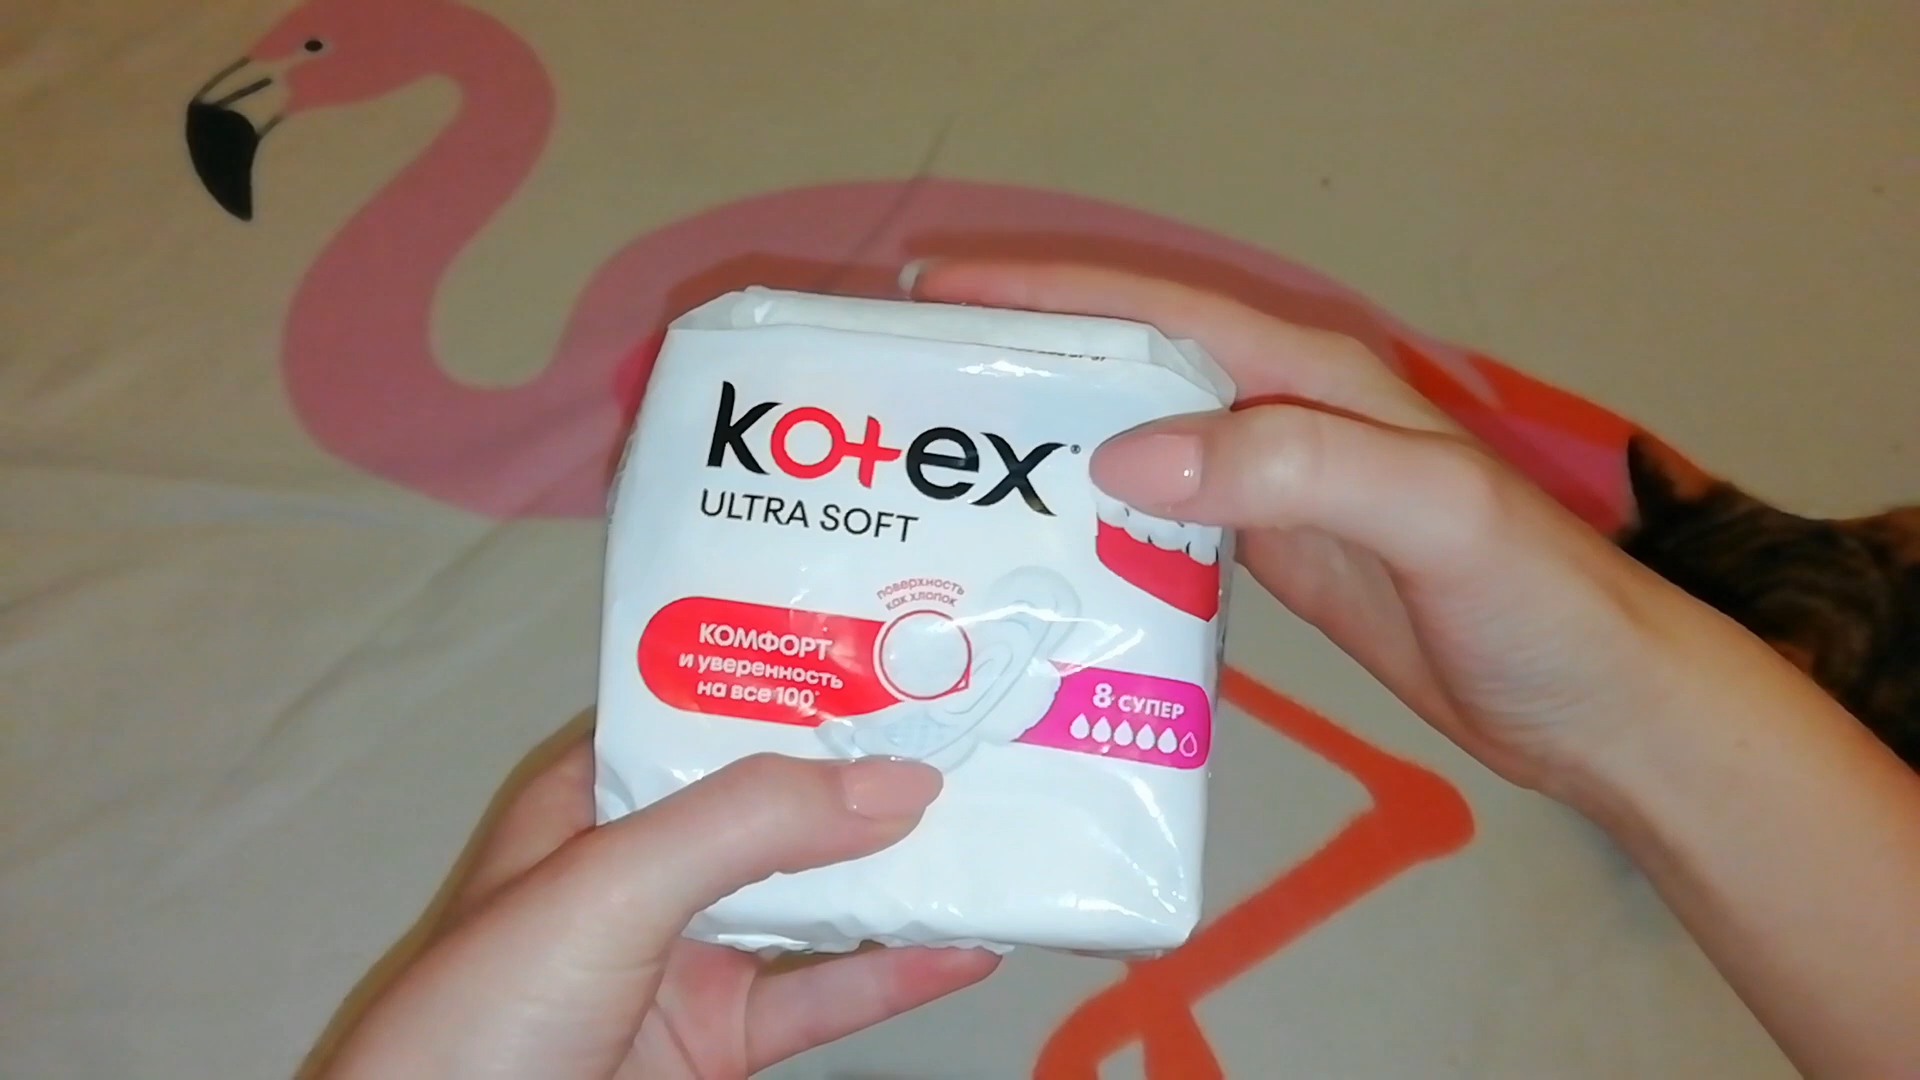 kotex®
ULTRA SOFT
поверхность
как хлопок
КОМФОРТ
и уверенность
на все 100*
8 СУПЕР